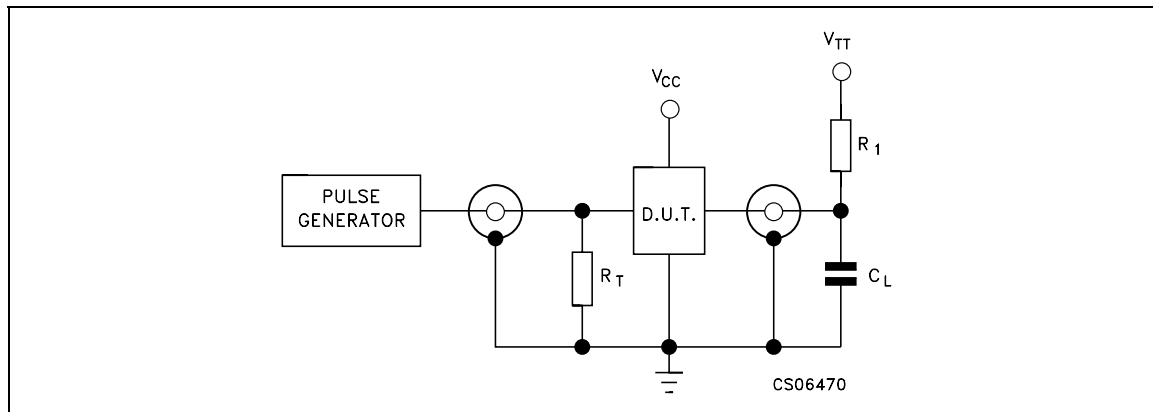 V_TT
V_CC
R_1
PULSE
GENERATOR
D.U.T.
R_T
C_L
CS06470